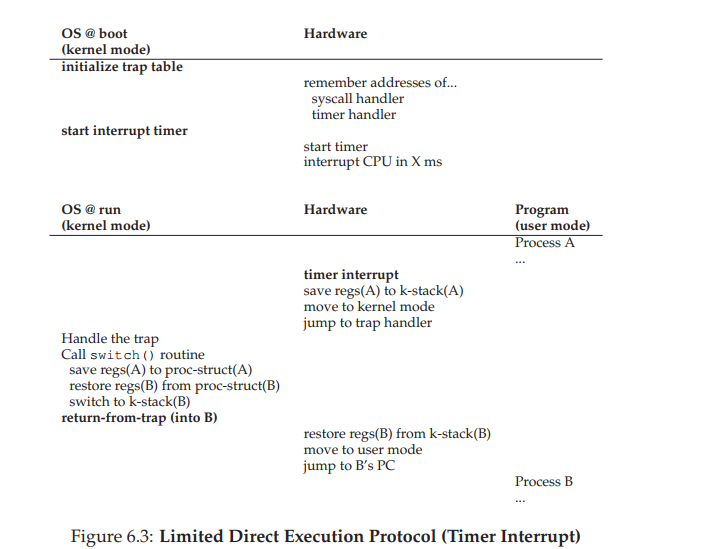 OS @ boot Hardware
(kernel mode)
initialize trap table
remember addresses of...
syscall handler
timer handler
start interrupt timer
start timer
interrupt CPU in X ms
OS @ run Hardware Program
(kernel mode) (user mode)
Process A
...
timer interrupt
save regs(A) to k-stack(A)
move to kernel mode
jump to trap handler
Handle the trap
Call switch() routine
save regs(A) to proc-struct(A)
restore regs(B) from proc-struct(B)
switch to k-stack(B)
return-from-trap (into B)
restore regs(B) from k-stack(B)
move to user mode
jump to B's PC
Process B
...
Figure 6.3: Limited Direct Execution Protocol (Timer Interrupt)